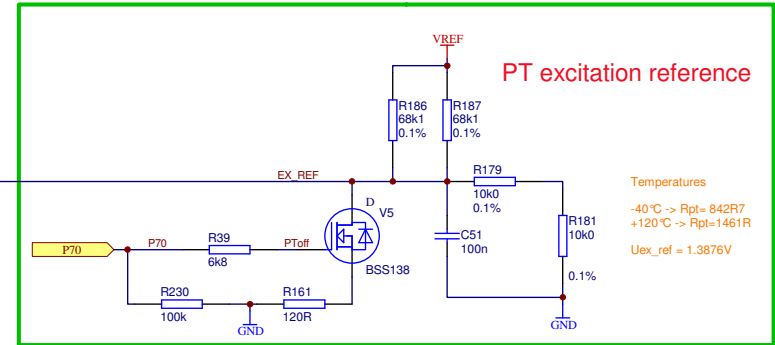 VREF
PT excitation reference
R186
68k1
0.1%
R187
68k1
0.1%
EX_REF
R179
10k0
0.1%
Temperatures
-40°C -> Rpt= 842R7
+120°C -> Rpt=1461R
Uex_ref = 1.3876V
D
V5
BSS138
C51
100n
R181
10k0
0.1%
P70
P70
R39
6k8
PToff
R230
100k
R161
120R
GND
GND